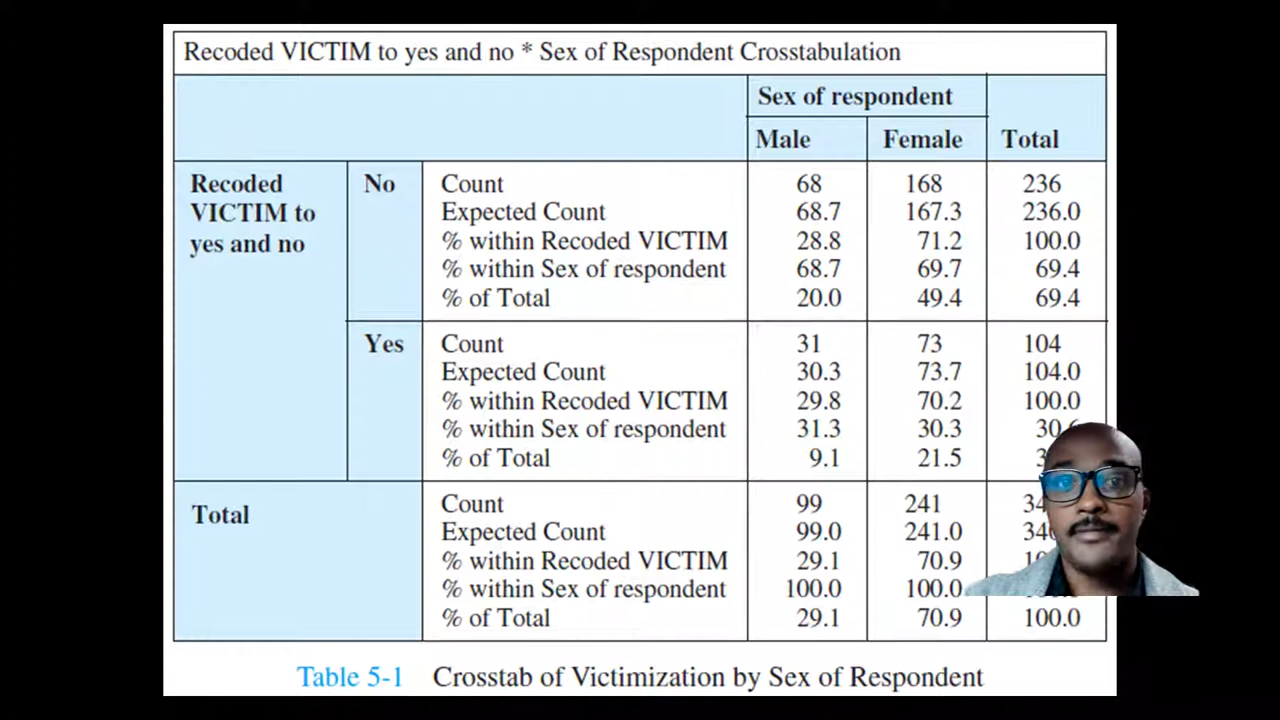 Recoded VICTIM to yes and no * Sex of Respondent Crosstabulation
Sex of respondent
Male Female Total
Recoded VICTIM to yes and no No Count 68 168 236
Expected Count 68.7 167.3 236.0
% within Recoded VICTIM 28.8 71.2 100.0
% within Sex of respondent 68.7 69.7 69.4
% of Total 20.0 49.4 69.4
Yes Count 31 73 104
Expected Count 30.3 73.7 104.0
% within Recoded VICTIM 29.8 70.2 100.0
% within Sex of respondent 31.3 30.3
% of Total 9.1 21.5
Total Count 99 241
Expected Count 99.0 241.0
% within Recoded VICTIM 29.1 70.9
% within Sex of respondent 100.0 100.0
% of Total 29.1 70.9 100.0
Table 5-1 Crosstab of Victimization by Sex of Respondent